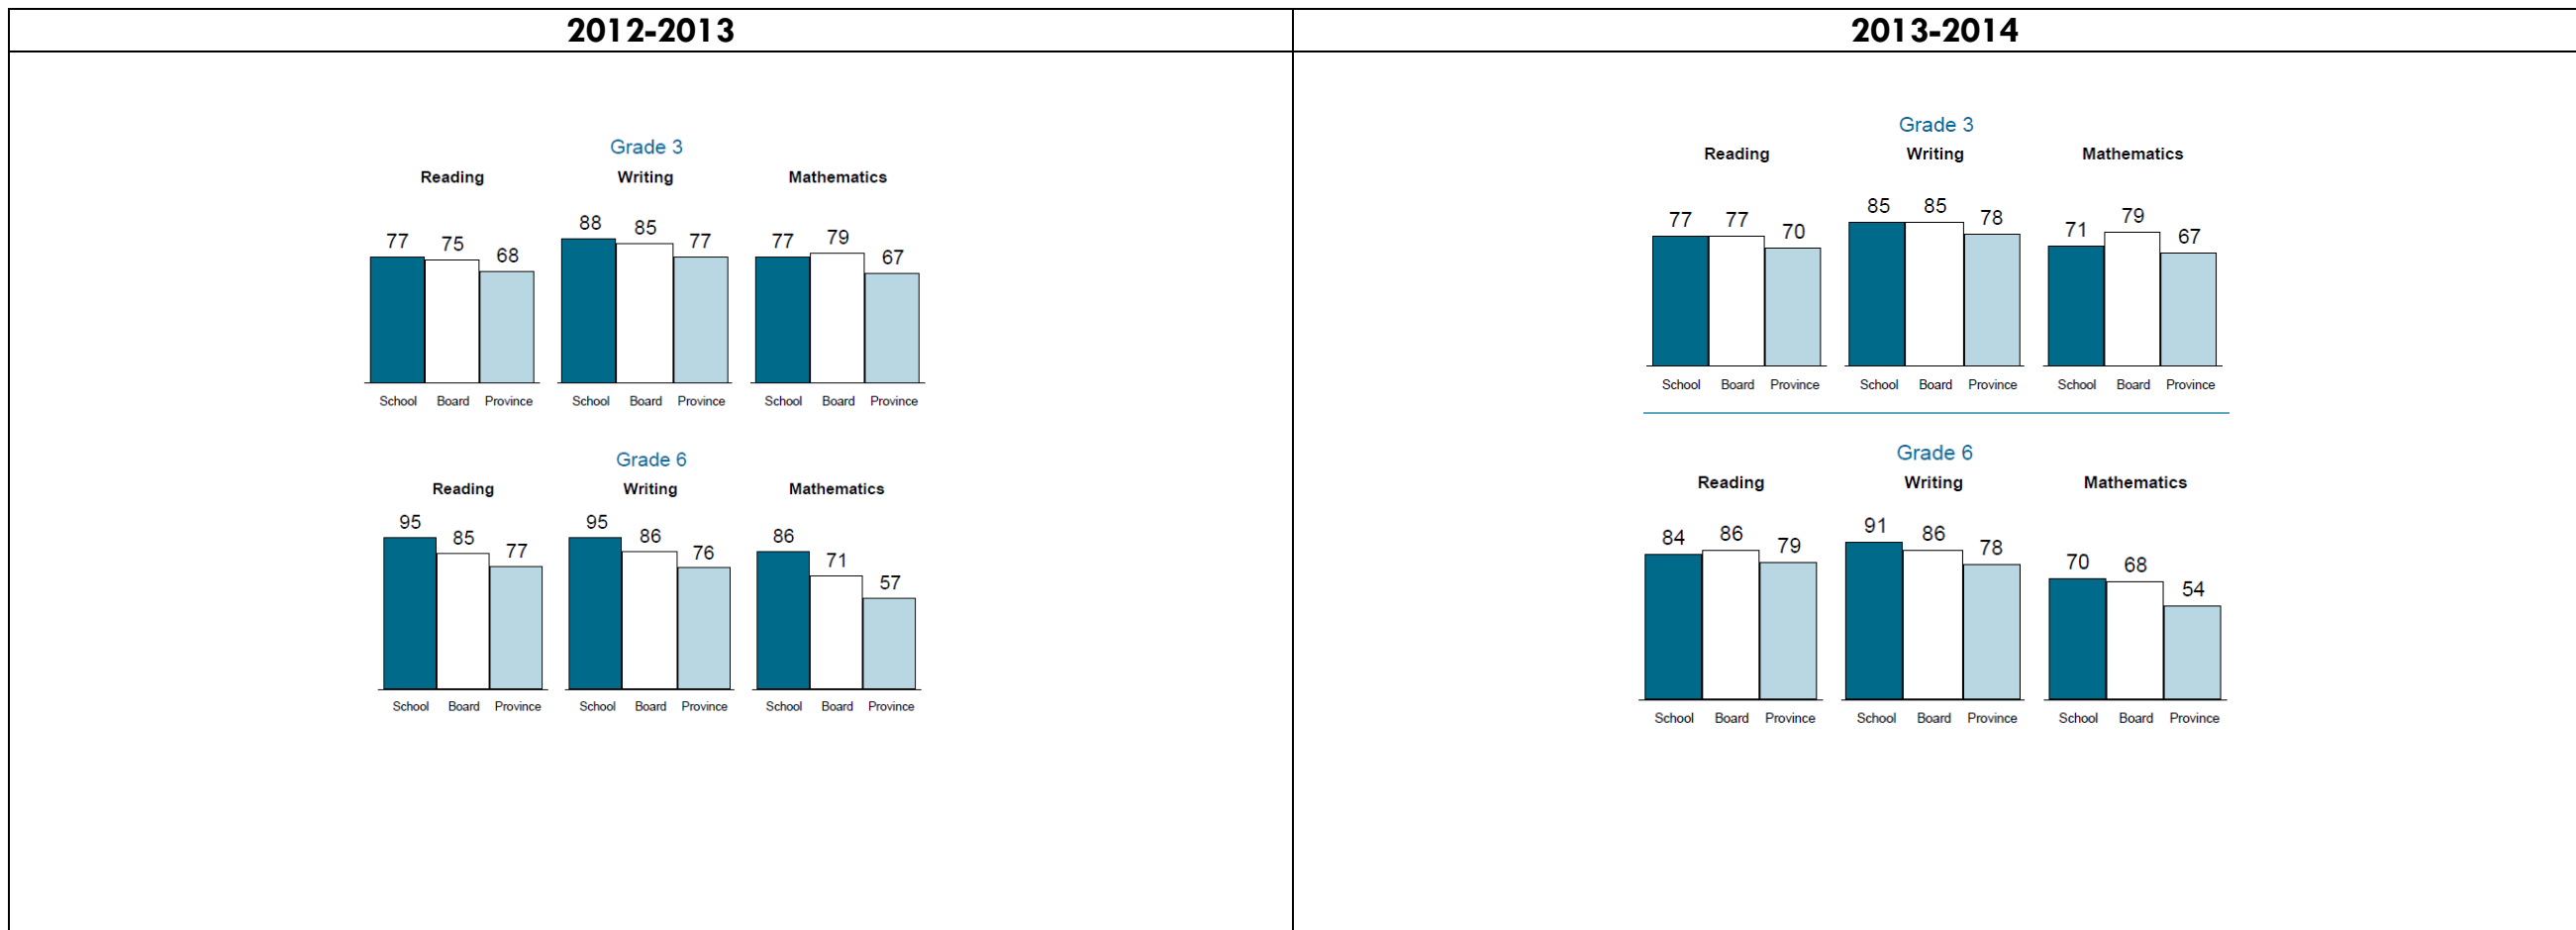 2012-2013
Grade 3
Reading Writing Mathematics
77 75 68 88 85 77 77 79 67
School Board Province School Board Province School Board Province
Grade 6
Reading Writing Mathematics
95 85 77 95 86 76 86 71 57
School Board Province School Board Province School Board Province
2013-2014
Grade 3
Reading Writing Mathematics
77 77 70 85 85 78 71 79 67
School Board Province School Board Province School Board Province
Grade 6
Reading Writing Mathematics
84 86 79 91 86 78 70 68 54
School Board Province School Board Province School Board Province